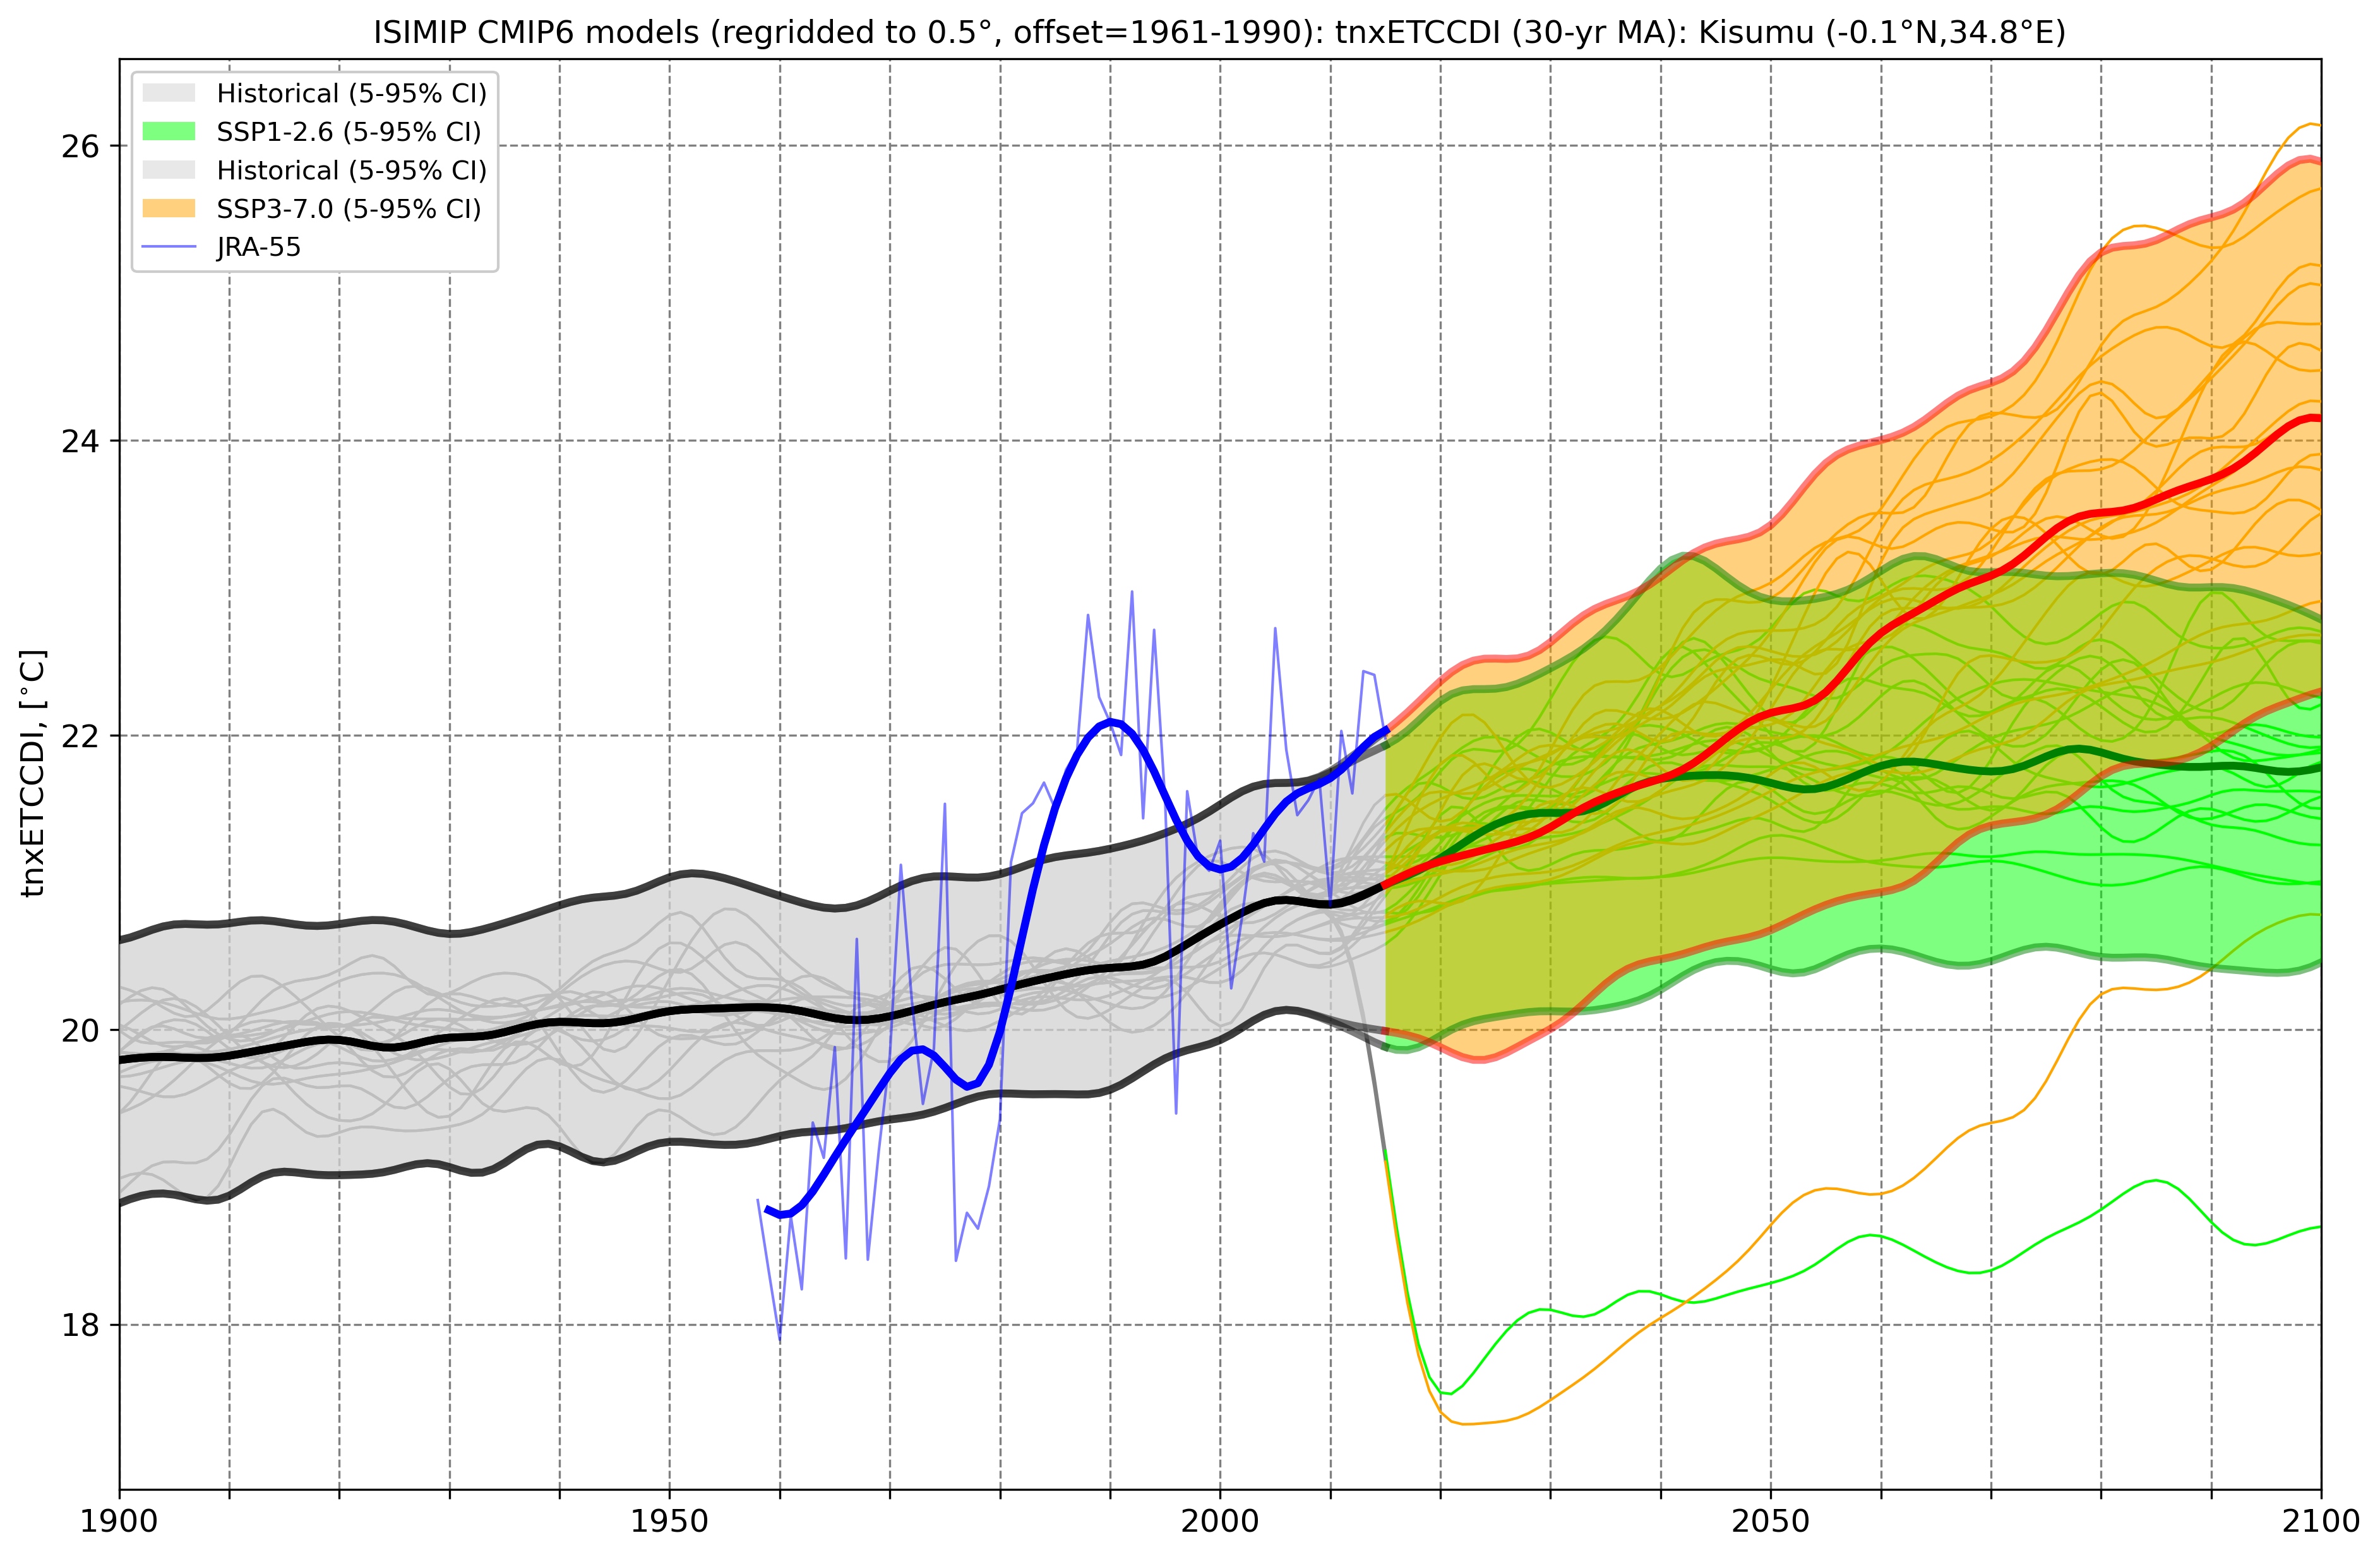 ISIMIP CMIP6 models (regridded to 0.5°, offset=1961-1990): tnxETCCDI (30-yr MA): Kisumu (-0.1°N,34.8°E)
Historical (5-95% CI)
SSP1-2.6 (5-95% CI)
Historical (5-95% CI)
SSP3-7.0 (5-95% CI)
JRA-55
tnxETCCDI, [°C]
26
24
22
20
18
1900
1950
2000
2050
2100